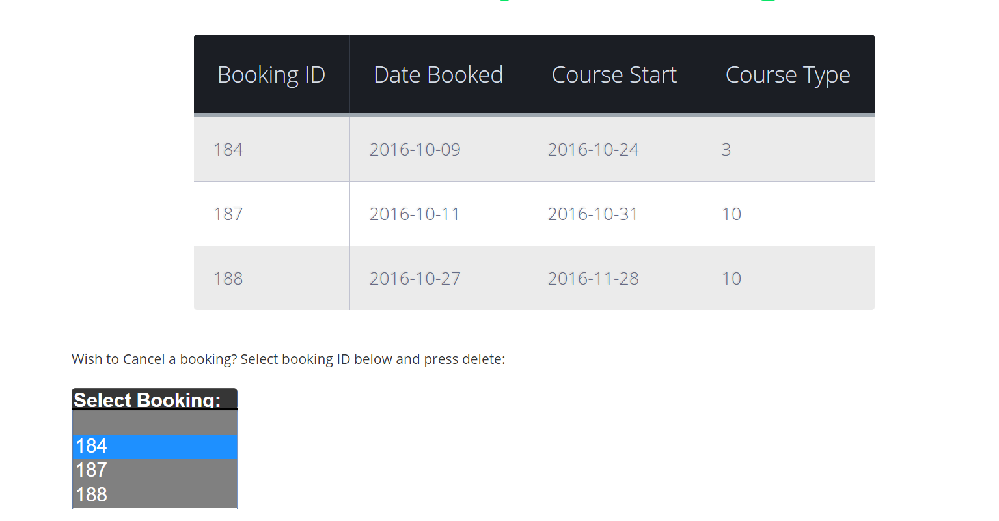 Booking ID Date Booked Course Start Course Type
184 2016-10-09 2016-10-24 3
187 2016-10-11 2016-10-31 10
188 2016-10-27 2016-11-28 10
Wish to Cancel a booking? Select booking ID below and press delete:
Select Booking:
184
187
188